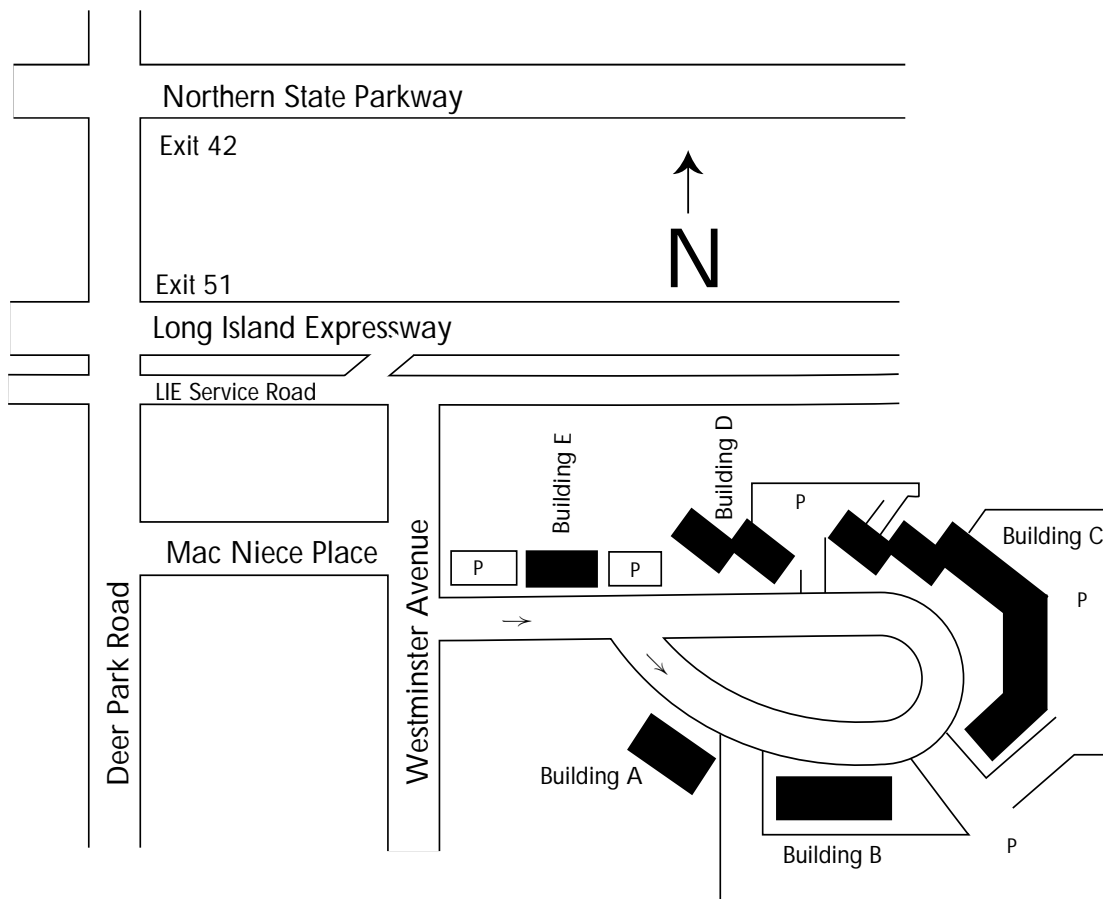 Northern State Parkway
Exit 42
N
Exit 51
Long Island Expressway
LIE Service Road
Building E
Building D
P
Building C
Mac Niece Place
P
P
P
Westminster Avenue
Deer Park Road
Building A
Building B
P